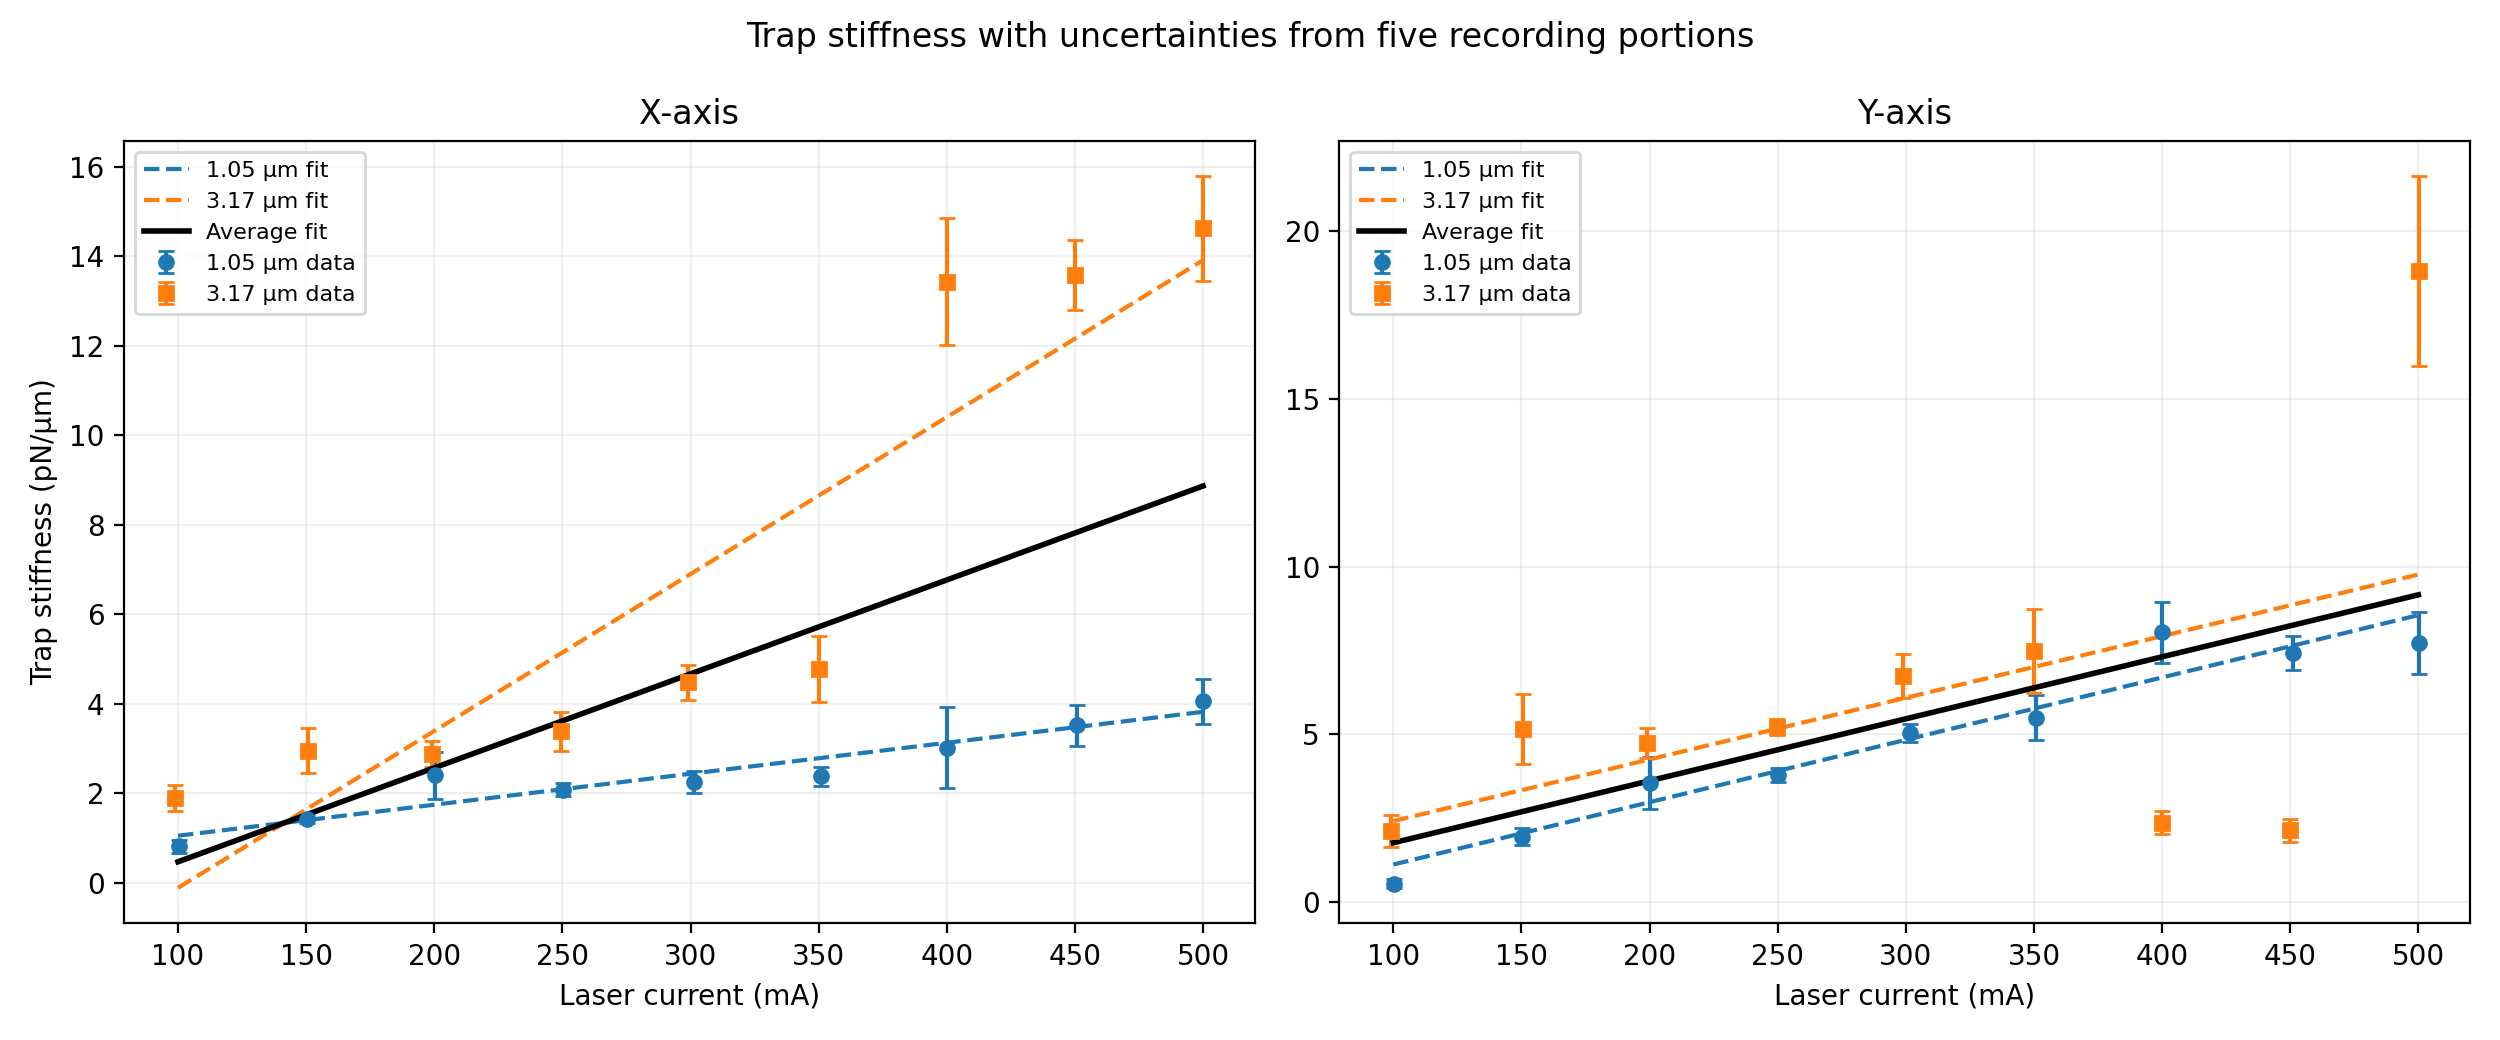 Trap stiffness with uncertainties from five recording portions
X-axis
1.05 µm fit
3.17 µm fit
Average fit
1.05 µm data
3.17 µm data
Trap stiffness (pN/µm)
16
14
12
10
8
6
4
2
0
100 150 200 250 300 350 400 450 500
Laser current (mA)
Y-axis
1.05 µm fit
3.17 µm fit
Average fit
1.05 µm data
3.17 µm data
20
15
10
5
0
100 150 200 250 300 350 400 450 500
Laser current (mA)